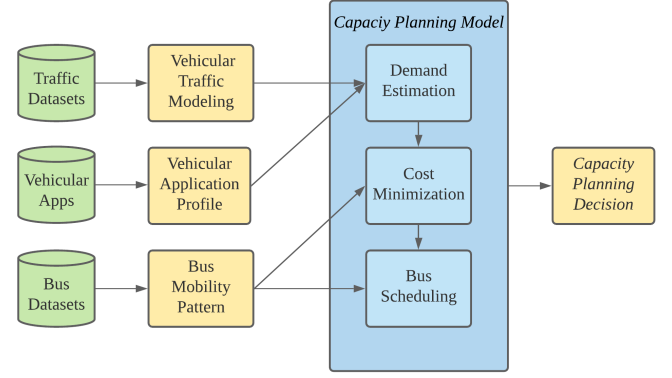 Capaciy Planning Model
Traffic
Datasets
Vehicular
Traffic
Modeling
Demand
Estimation
Vehicular
Apps
Vehicular
Application
Profile
Cost
Minimization
Capacity
Planning
Decision
Bus
Datasets
Bus
Mobility
Pattern
Bus
Scheduling